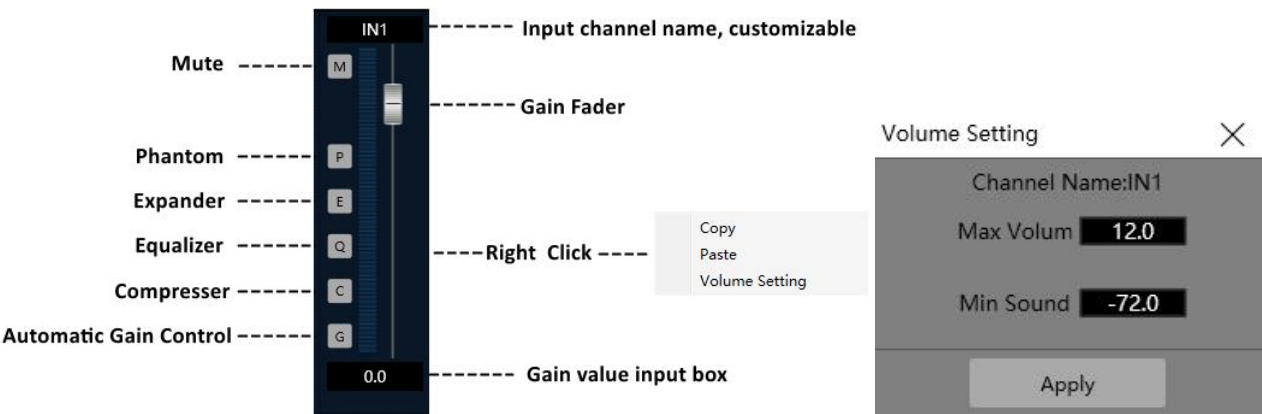 IN1
Input channel name, customizable
Mute
M
Gain Fader
Phantom
P
Expander
E
Equalizer
Q
Compresser
C
Automatic Gain Control
G
0.0
Gain value input box
Right Click
Copy
Paste
Volume Setting
Volume Setting
Channel Name:IN1
Max Volum 12.0
Min Sound -72.0
Apply